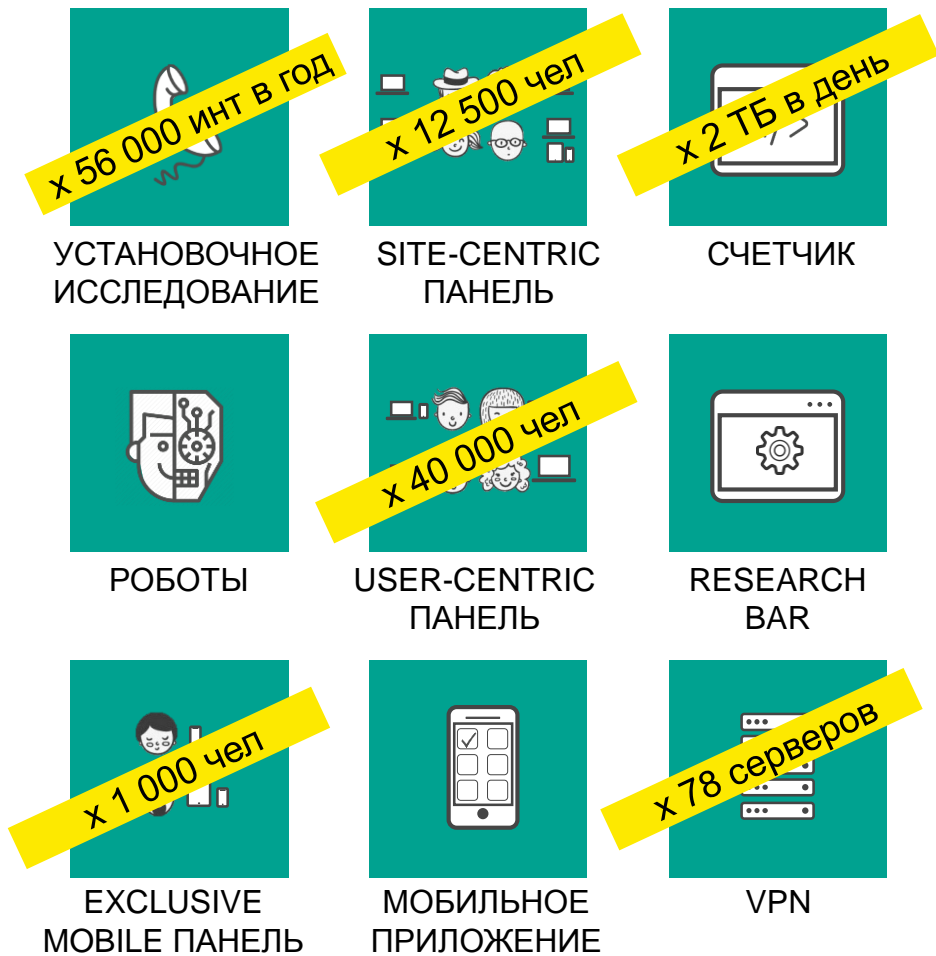 х 56 000 инт в год
УСТАНОВОЧНОЕ
ИССЛЕДОВАНИЕ
х 12 500 чел
SITE-CENTRIC
ПАНЕЛЬ
х 2 ТБ в день
/>
СЧЕТЧИК
РОБОТЫ
х 40 000 чел
USER-CENTRIC
ПАНЕЛЬ
RESEARCH
BAR
х 1 000 чел
EXCLUSIVE
MOBILE ПАНЕЛЬ
МОБИЛЬНОЕ
ПРИЛОЖЕНИЕ
х 78 серверов
VPN